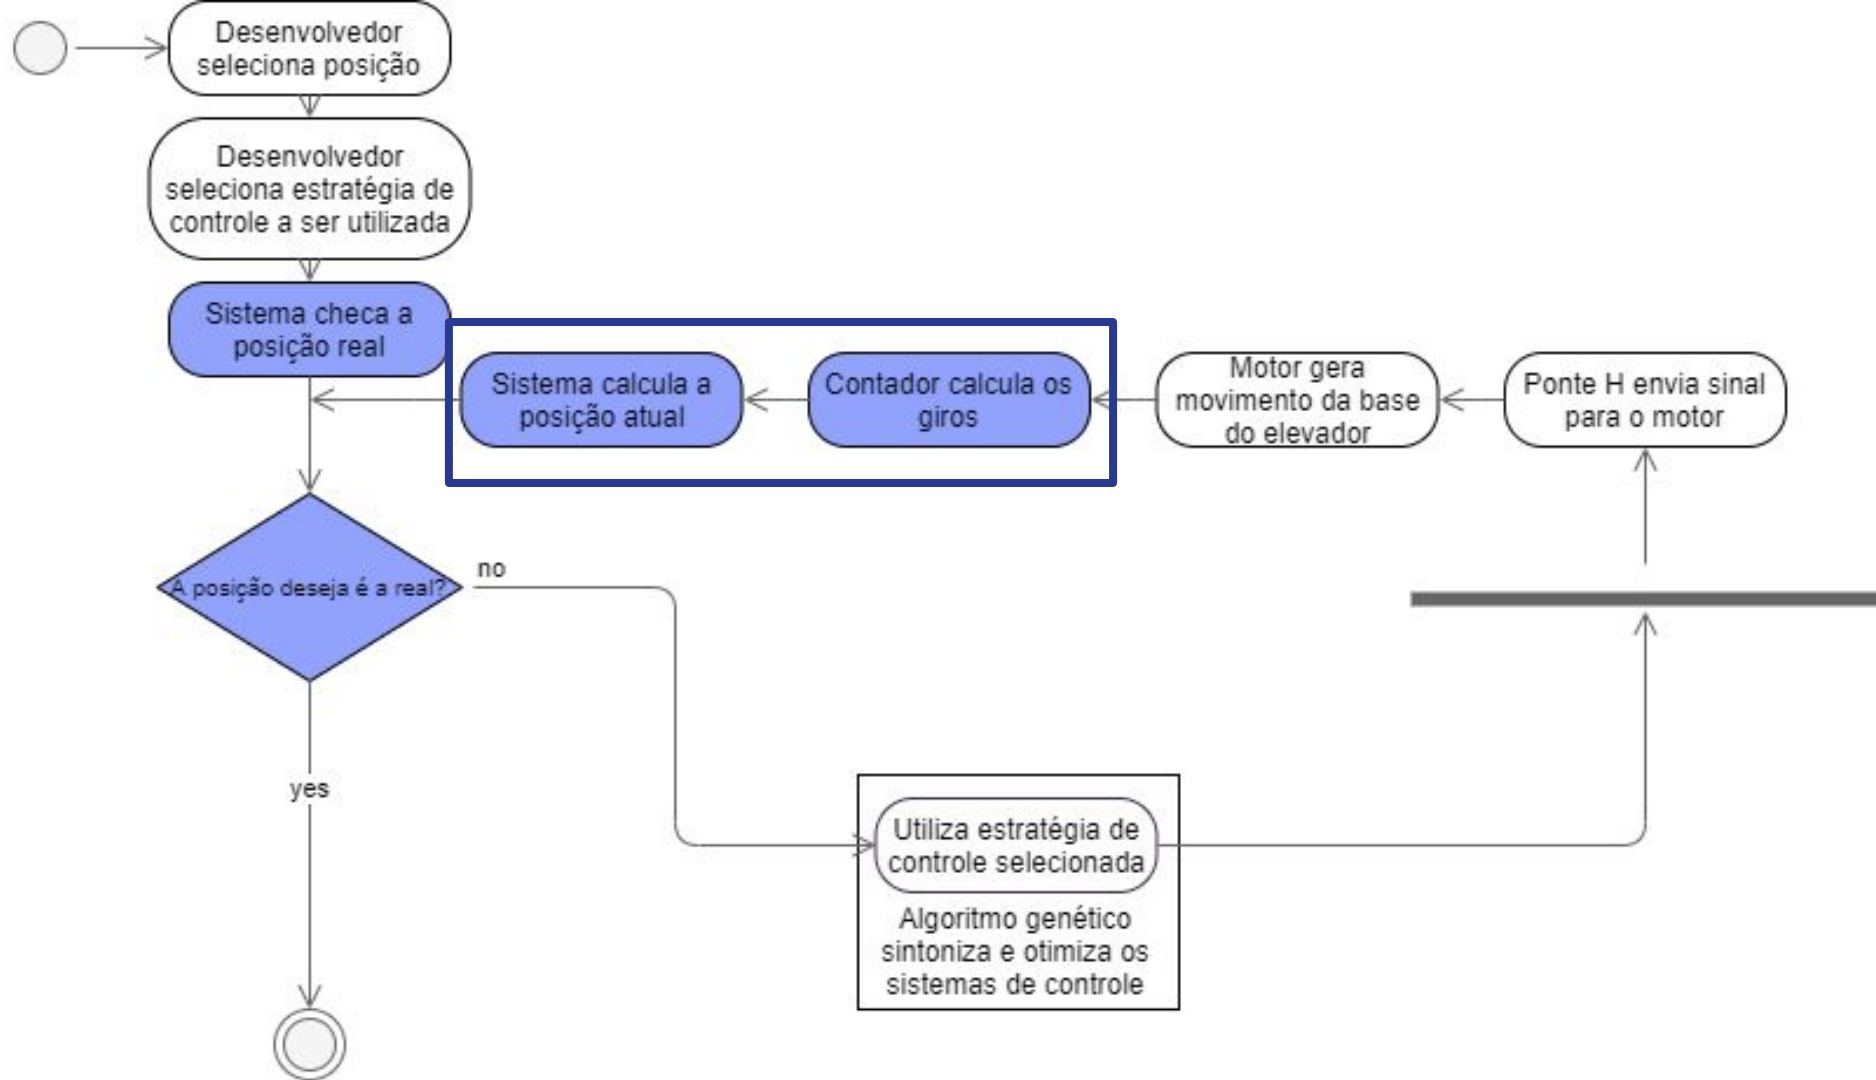 Desenvolvedor
seleciona posição
Desenvolvedor
seleciona estratégia de
controle a ser utilizada
Sistema checa a
posição real
Sistema calcula a
posição atual
Contador calcula os
giros
Motor gera
movimento da base
do elevador
Ponte H envia sinal
para o motor
A posição deseja é a real?
no
yes
Utiliza estratégia de
controle selecionada
Algoritmo genético
sintoniza e otimiza os
sistemas de controle